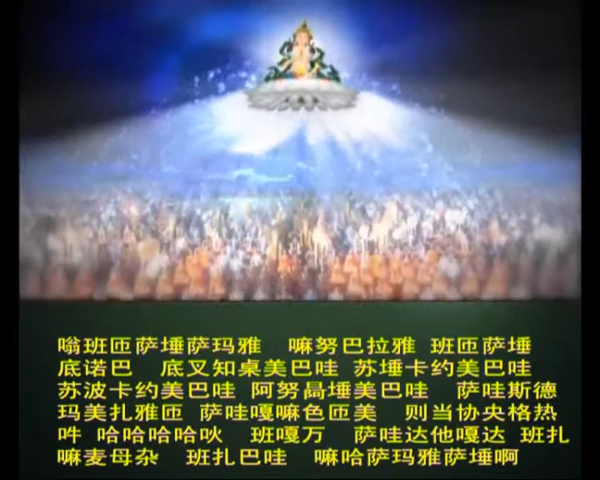 嗡班匝萨埵萨玛雅 嘛努巴拉雅 班匝萨埵
底诺巴 底叉知桌美巴哇 苏埵卡约美巴哇
苏波卡约美巴哇 阿努晑埵美巴哇 萨哇斯德
玛美扎雅匝 萨哇嘎嘛色匝美 则当协央格热
吽 哈哈哈哈吙 班嘎万 萨哇达他嘎达 班扎
嘛麦母杂 班扎巴哇 嘛哈萨玛雅萨埵啊